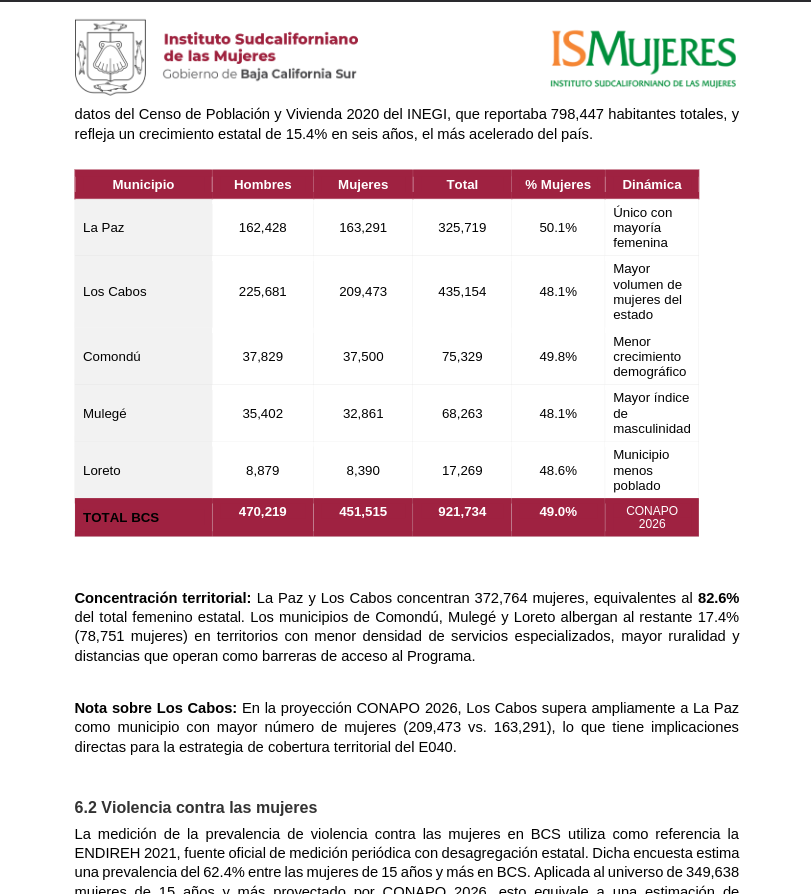 Instituto Sudcaliforniano
de las Mujeres
Gobierno de Baja California Sur
ISMUJERES
INSTITUTO SUDCALIFORNIANO DE LAS MUJERES
datos del Censo de Población y Vivienda 2020 del INEGI, que reportaba 798,447 habitantes totales, y
refleja un crecimiento estatal de 15.4% en seis años, el más acelerado del país.
Municipio Hombres Mujeres Total % Mujeres Dinámica
La Paz 162,428 163,291 325,719 50.1% Único con
mayoría
femenina
Los Cabos 225,681 209,473 435,154 48.1% Mayor
volumen de
mujeres del
estado
Comondú 37,829 37,500 75,329 49.8% Menor
crecimiento
demográfico
Mulegé 35,402 32,861 68,263 48.1% Mayor índice
de
masculinidad
Loreto 8,879 8,390 17,269 48.6% Municipio
menos
poblado
TOTAL BCS 470,219 451,515 921,734 49.0% CONAPO
2026
Concentración territorial: La Paz y Los Cabos concentran 372,764 mujeres, equivalentes al 82.6%
del total femenino estatal. Los municipios de Comondú, Mulegé y Loreto albergan al restante 17.4%
(78,751 mujeres) en territorios con menor densidad de servicios especializados, mayor ruralidad y
distancias que operan como barreras de acceso al Programa.
Nota sobre Los Cabos: En la proyección CONAPO 2026, Los Cabos supera ampliamente a La Paz
como municipio con mayor número de mujeres (209,473 vs. 163,291), lo que tiene implicaciones
directas para la estrategia de cobertura territorial del E040.
6.2 Violencia contra las mujeres
La medición de la prevalencia de violencia contra las mujeres en BCS utiliza como referencia la
ENDIREH 2021, fuente oficial de medición periódica con desagregación estatal. Dicha encuesta estima
una prevalencia del 62.4% entre las mujeres de 15 años y más en BCS. Aplicada al universo de 349,638
mujeres de 15 años y más proyectado por CONAPO 2026, esto equivale a una estimación de